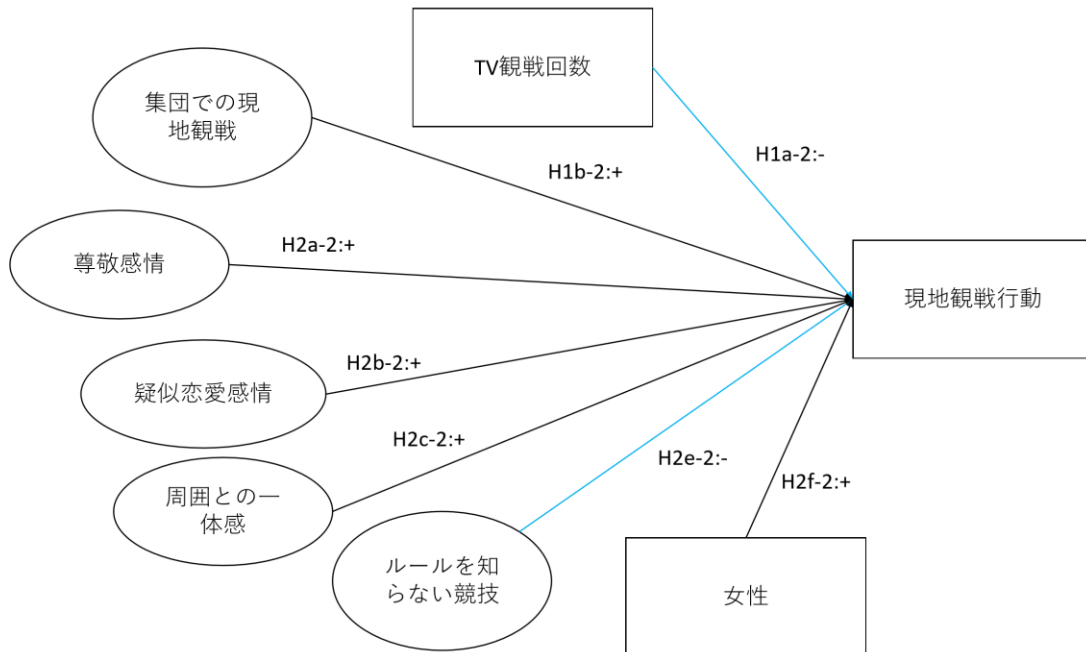 TV観戦回数
集団での現
地観戦
H1a-2:-
H1b-2:+
H2a-2:+
尊敬感情
現地観戦行動
H2b-2:+
疑似恋愛感情
H2c-2:+
H2e-2:-
H2f-2:+
周囲との一
体感
ルールを知
らない競技
女性